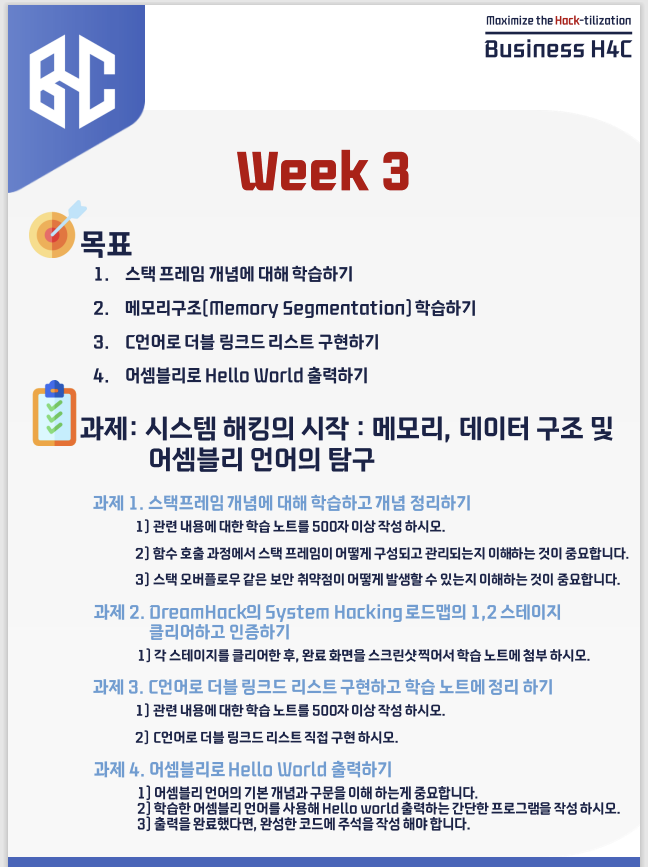 Maximize the Hack-tilization
Business H4C
BHC
Week 3
목표
1. 스택 프레임 개념에 대해 학습하기
2. 메모리구조(Memory Segmentation) 학습하기
3. C언어로 더블 링크드 리스트 구현하기
4. 어셈블리로 Hello World 출력하기
과제: 시스템 해킹의 시작 : 메모리, 데이터 구조 및
어셈블리 언어의 탐구
과제 1. 스택프레임 개념에 대해 학습하고 개념 정리하기
1) 관련 내용에 대한 학습 노트를 500자 이상 작성 하시오.
2) 함수 호출 과정에서 스택 프레임이 어떻게 구성되고 관리되는지 이해하는 것이 중요합니다.
3) 스택 오버플로우 같은 보안 취약점이 어떻게 발생할 수 있는지 이해하는 것이 중요합니다.
과제 2. DreamHack의 System Hacking 로드맵의 1,2 스테이지
클리어하고 인증하기
1) 각 스테이지를 클리어한 후, 완료 화면을 스크린샷찍어서 학습 노트에 첨부 하시오.
과제 3. C언어로 더블 링크드 리스트 구현하고 학습 노트에 정리 하기
1) 관련 내용에 대한 학습 노트를 500자 이상 작성 하시오.
2) C언어로 더블 링크드 리스트 직접 구현 하시오.
과제 4. 어셈블리로 Hello World 출력하기
1) 어셈블리 언어의 기본 개념과 구문을 이해 하는게 중요합니다.
2) 학습한 어셈블리 언어를 사용해 Hello world 출력하는 간단한 프로그램을 작성 하시오.
3) 출력을 완료했다면, 완성한 코드에 주석을 작성 해야 합니다.